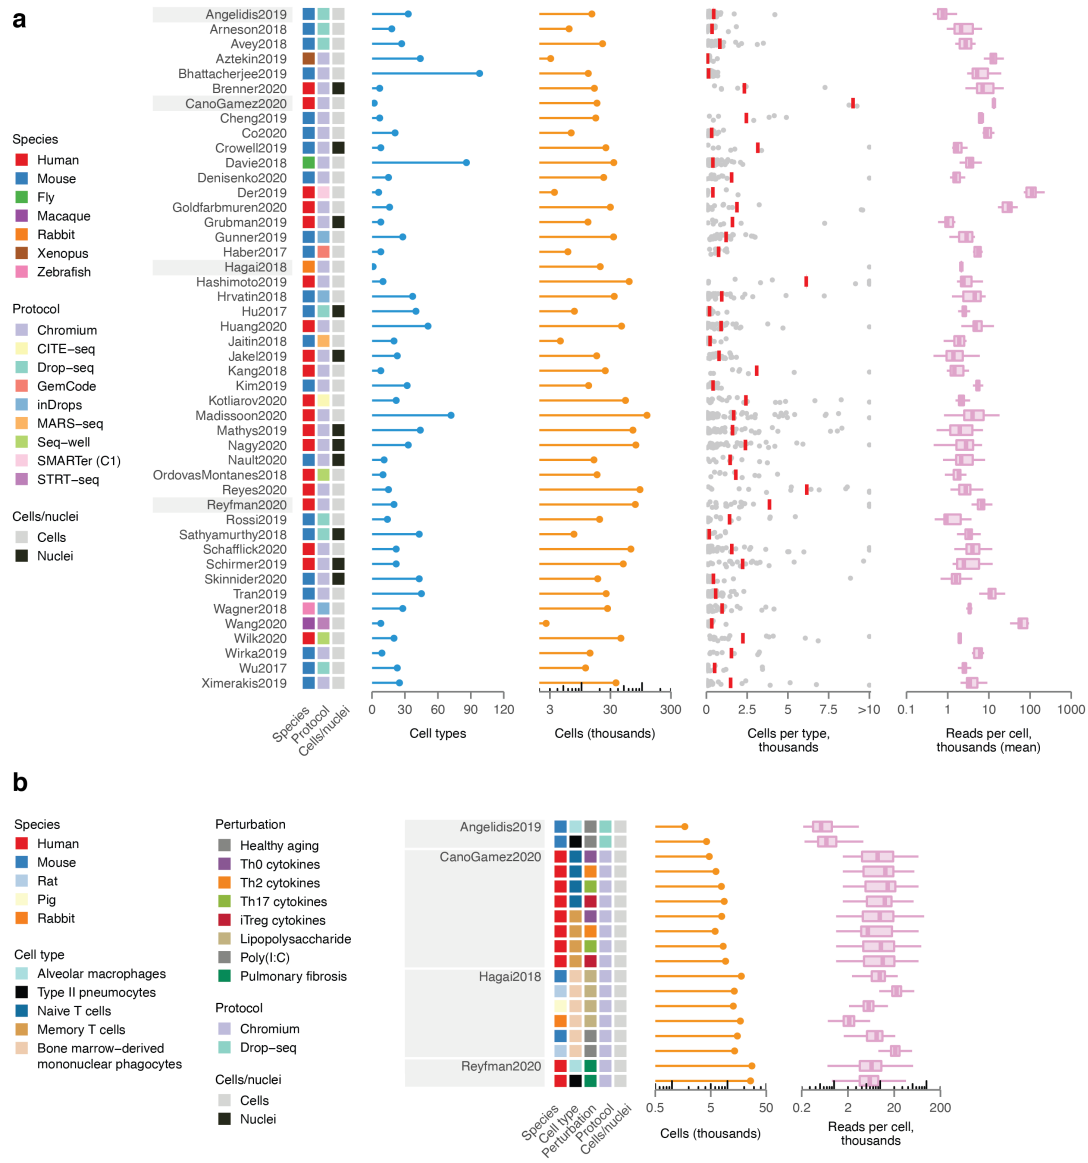 a
Species
Human
Mouse
Fly
Macaque
Rabbit
Xenopus
Zebrafish
Protocol
Chromium
CITE−seq
Drop−seq
GemCode
inDrops
MARS−seq
Seq−well
SMARTer (C1)
STRT−seq
Cells/nuclei
Cells
Nuclei
Angelidis2019
Arneson2018
Avey2018
Aztekin2019
Bhattacherjee2019
Brenner2020
CanoGamez2020
Cheng2019
Co2020
Crowell2019
Davie2018
Denisenko2020
Der2019
Goldfarbmuren2020
Grubman2019
Gunner2019
Haber2017
Hagai2018
Hashimoto2019
Hrvatin2018
Hu2017
Huang2020
Jaitin2018
Jakel2019
Kang2018
Kim2019
Kotliarov2020
Madissoon2020
Mathys2019
Nagy2020
Nault2020
OrdovasMontanes2018
Reyes2020
Reyfman2020
Rossi2019
Sathyamurthy2018
Schafflick2020
Schirmer2019
Skinnider2020
Tran2019
Wagner2018
Wang2020
Wilk2020
Wirka2019
Wu2017
Ximerakis2019
Species
Protocol
Cells/nuclei
0 30 60 90 120
Cell types
3 30 300
Cells (thousands)
0 2.5 5 7.5 >10
Cells per type,
thousands
0.1 1 10 100 1000
Reads per cell,
thousands (mean)
b
Species
Human
Mouse
Rat
Pig
Rabbit
Cell type
Alveolar macrophages
Type II pneumocytes
Naive T cells
Memory T cells
Bone marrow−derived
mononuclear phagocytes
Perturbation
Healthy aging
Th0 cytokines
Th2 cytokines
Th17 cytokines
iTreg cytokines
Lipopolysaccharide
Poly(I:C)
Pulmonary fibrosis
Protocol
Chromium
Drop−seq
Cells/nuclei
Cells
Nuclei
Angelidis2019
CanoGamez2020
Hagai2018
Reyfman2020
Species
Cell type
Perturbation
Protocol
Cells/nuclei
0.5 5 50
Cells (thousands)
0.2 2 20 200
Reads per cell,
thousands